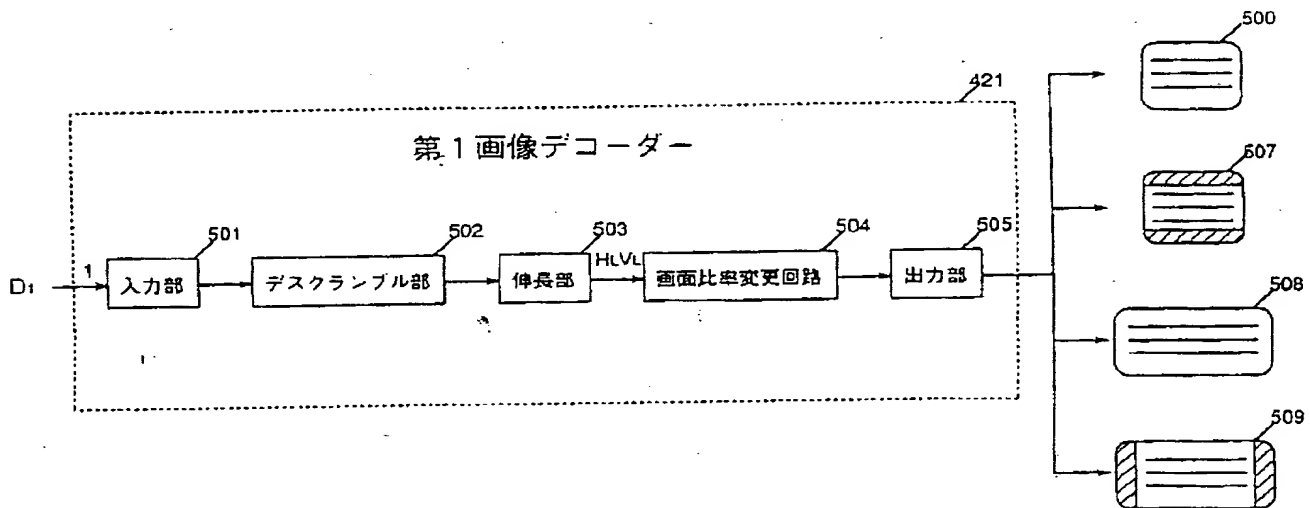 500
421
第1画像デコーダー
507
501
502
503
504
505
D1
1
入力部
デスクランブル部
伸長部
HLVL
画面比率変更回路
出力部
508
509